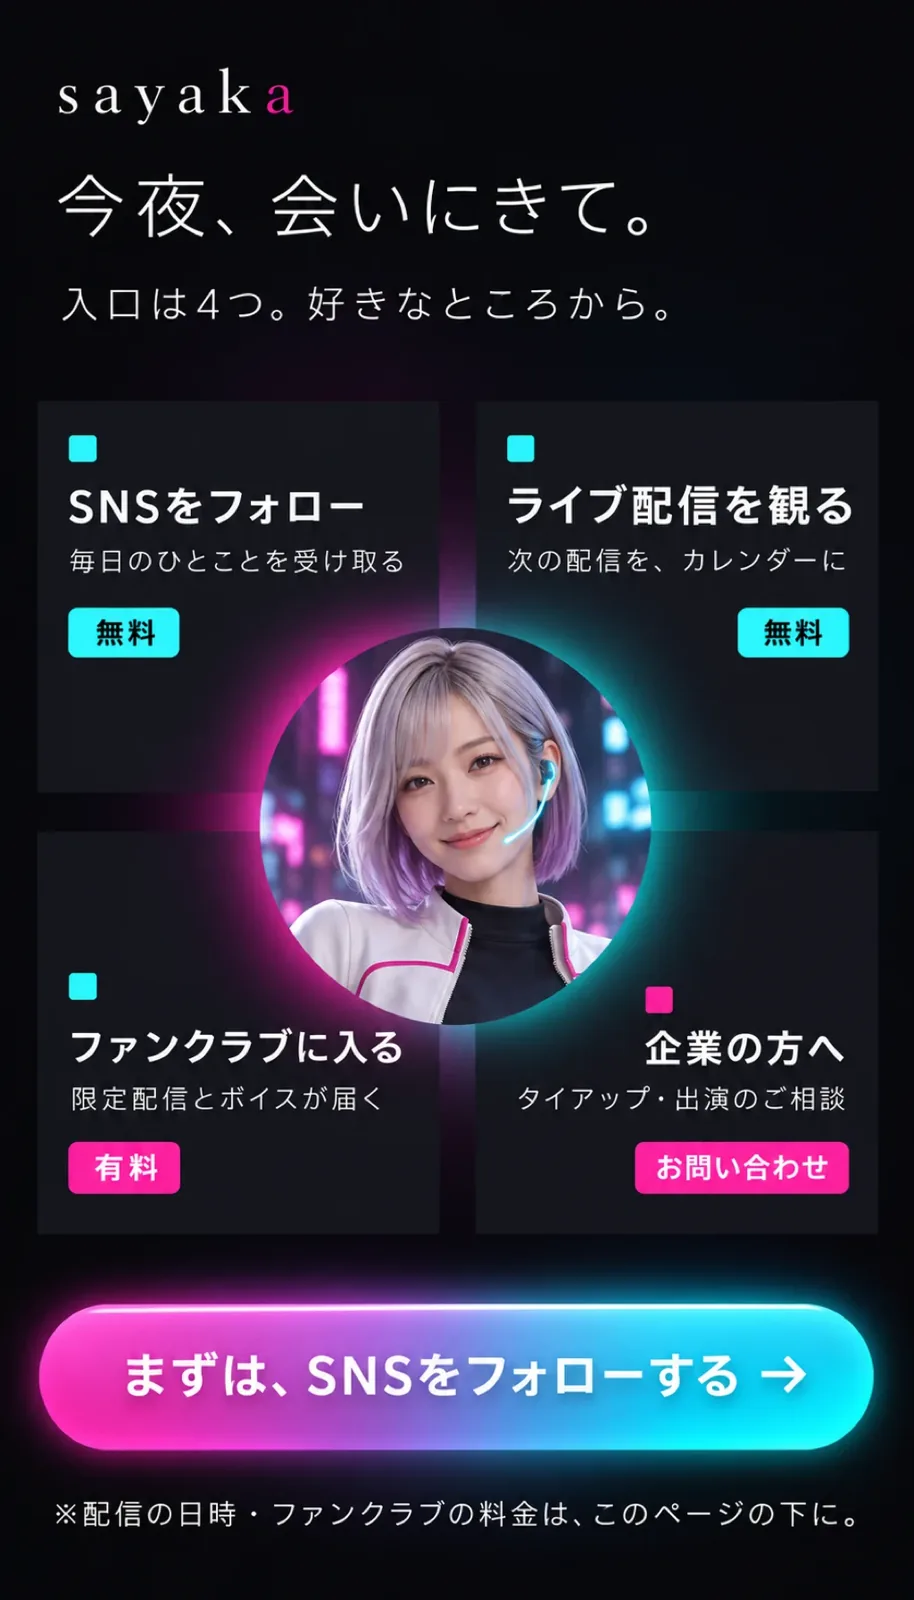 sayaka
今夜、会いにきて。
入口は4つ。好きなところから。
SNSをフォロー
毎日のひとことを受け取る
無料
ライブ配信を観る
次の配信を、カレンダーに
無料
ファンクラブに入る
限定配信とボイスが届く
有料
企業の方へ
タイアップ・出演のご相談
お問い合わせ
まずは、SNSをフォローする →
※配信の日時・ファンクラブの料金は、このページの下に。